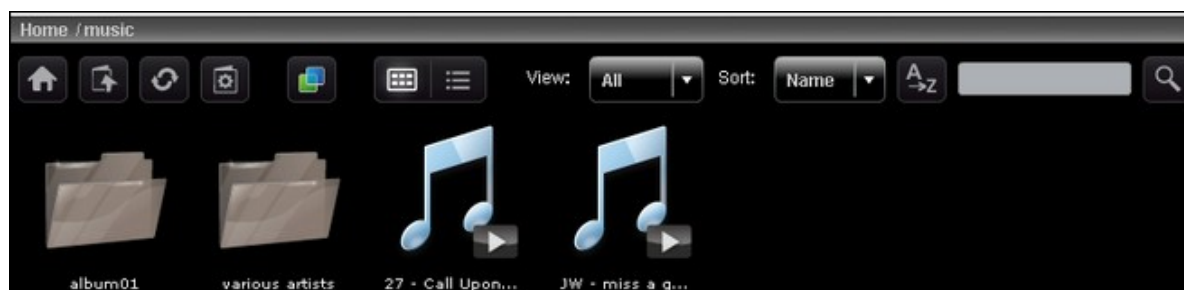 Home / music
View: All Sort: Name A→Z
album01 various artists 27 - Call Upon... JW - miss a g...